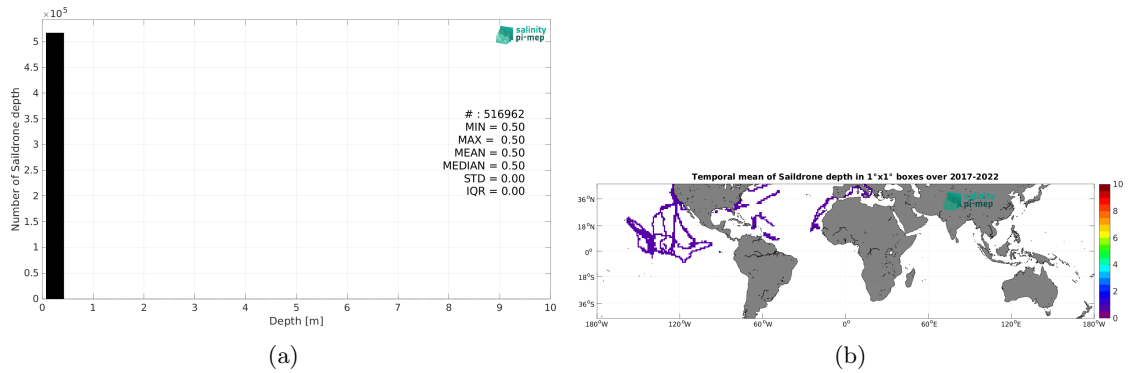 ×10⁵
5
4.5
4
3.5
3
2.5
2
1.5
1
0.5
0
Number of Saildrone depth
salinity
pi-mep
# : 516962
MIN = 0.50
MAX = 0.50
MEAN = 0.50
MEDIAN = 0.50
STD = 0.00
IQR = 0.00
0 1 2 3 4 5 6 7 8 9 10
Depth [m]
(a)
Temporal mean of Saildrone depth in 1°x1° boxes over 2017-2022
salinity
pi-mep
36°N
18°N
0°
18°S
36°S
180°W 120°W 60°W 0° 60°E 120°E 180°W
10
8
6
4
2
0
(b)